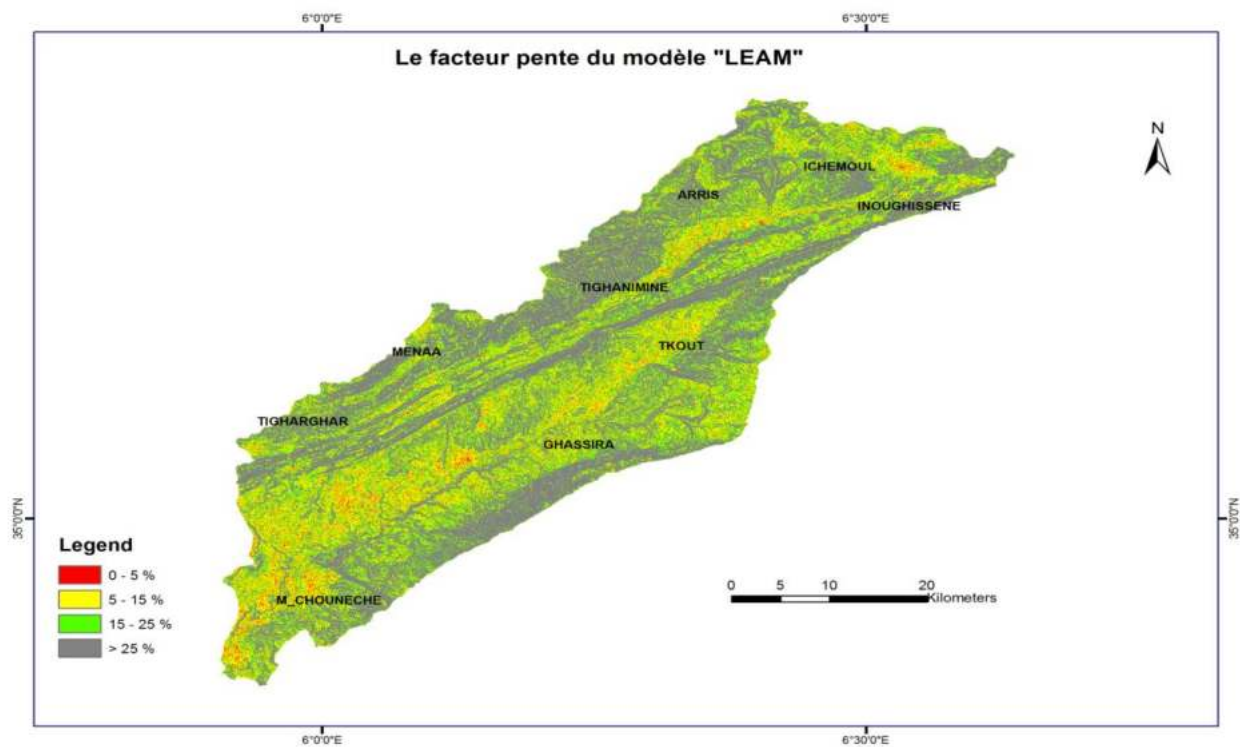 6°0'0"E
6°30'0"E
Le facteur pente du modèle "LEAM"
N
ICHEMOUL
ARRIS
INOUGHISSENE
TIGHANIMINE
TKOUT
MENAA
TIGHARGHAR
GHASSIRA
35°0'0"N
35°0'0"N
Legend
0 - 5 %
5 - 15 %
15 - 25 %
> 25 %
M_CHOUNECHE
0 5 10 20
Kilometers
6°0'0"E
6°30'0"E